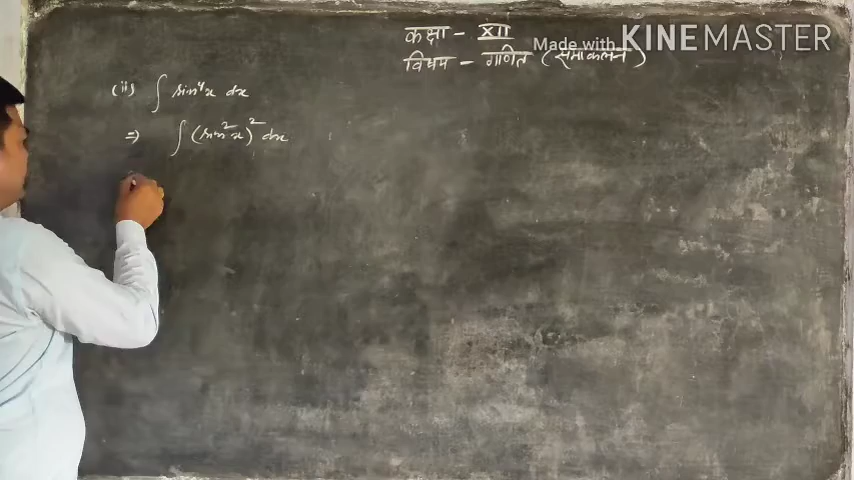 कक्षा - XII
Made with KINEMASTER
विषय - गणित (समाकलन)
(ii) ∫ sin⁴x dx
=> ∫ (sin²x)² dx